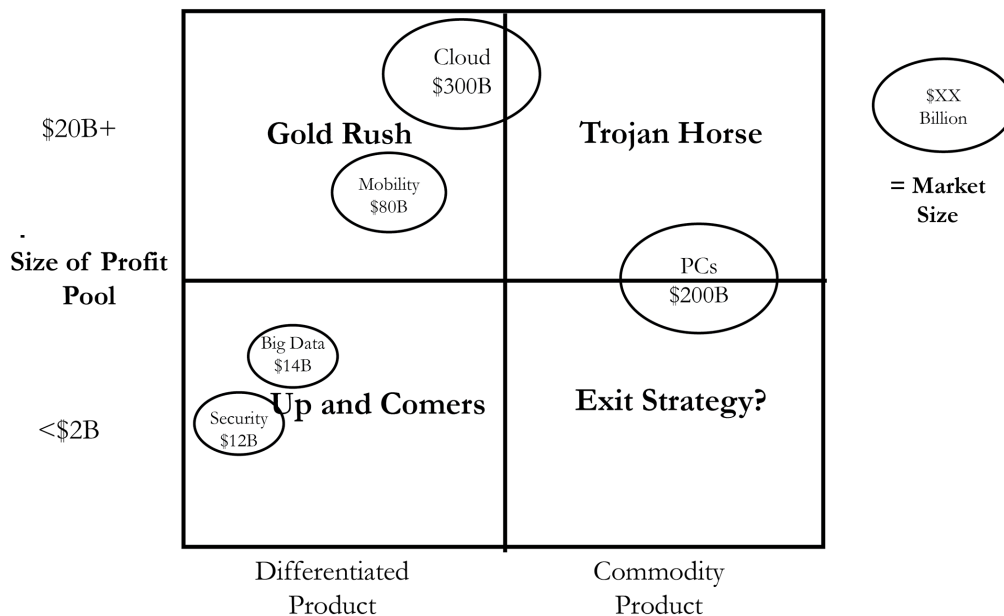 Cloud
$300B
$XX
Billion
$20B+
Gold Rush
Trojan Horse
Mobility
$80B
= Market
Size
-
Size of Profit
Pool
PCs
$200B
Big Data
$14B
Up and Comers
Exit Strategy?
Security
$12B
<$2B
Differentiated
Product
Commodity
Product